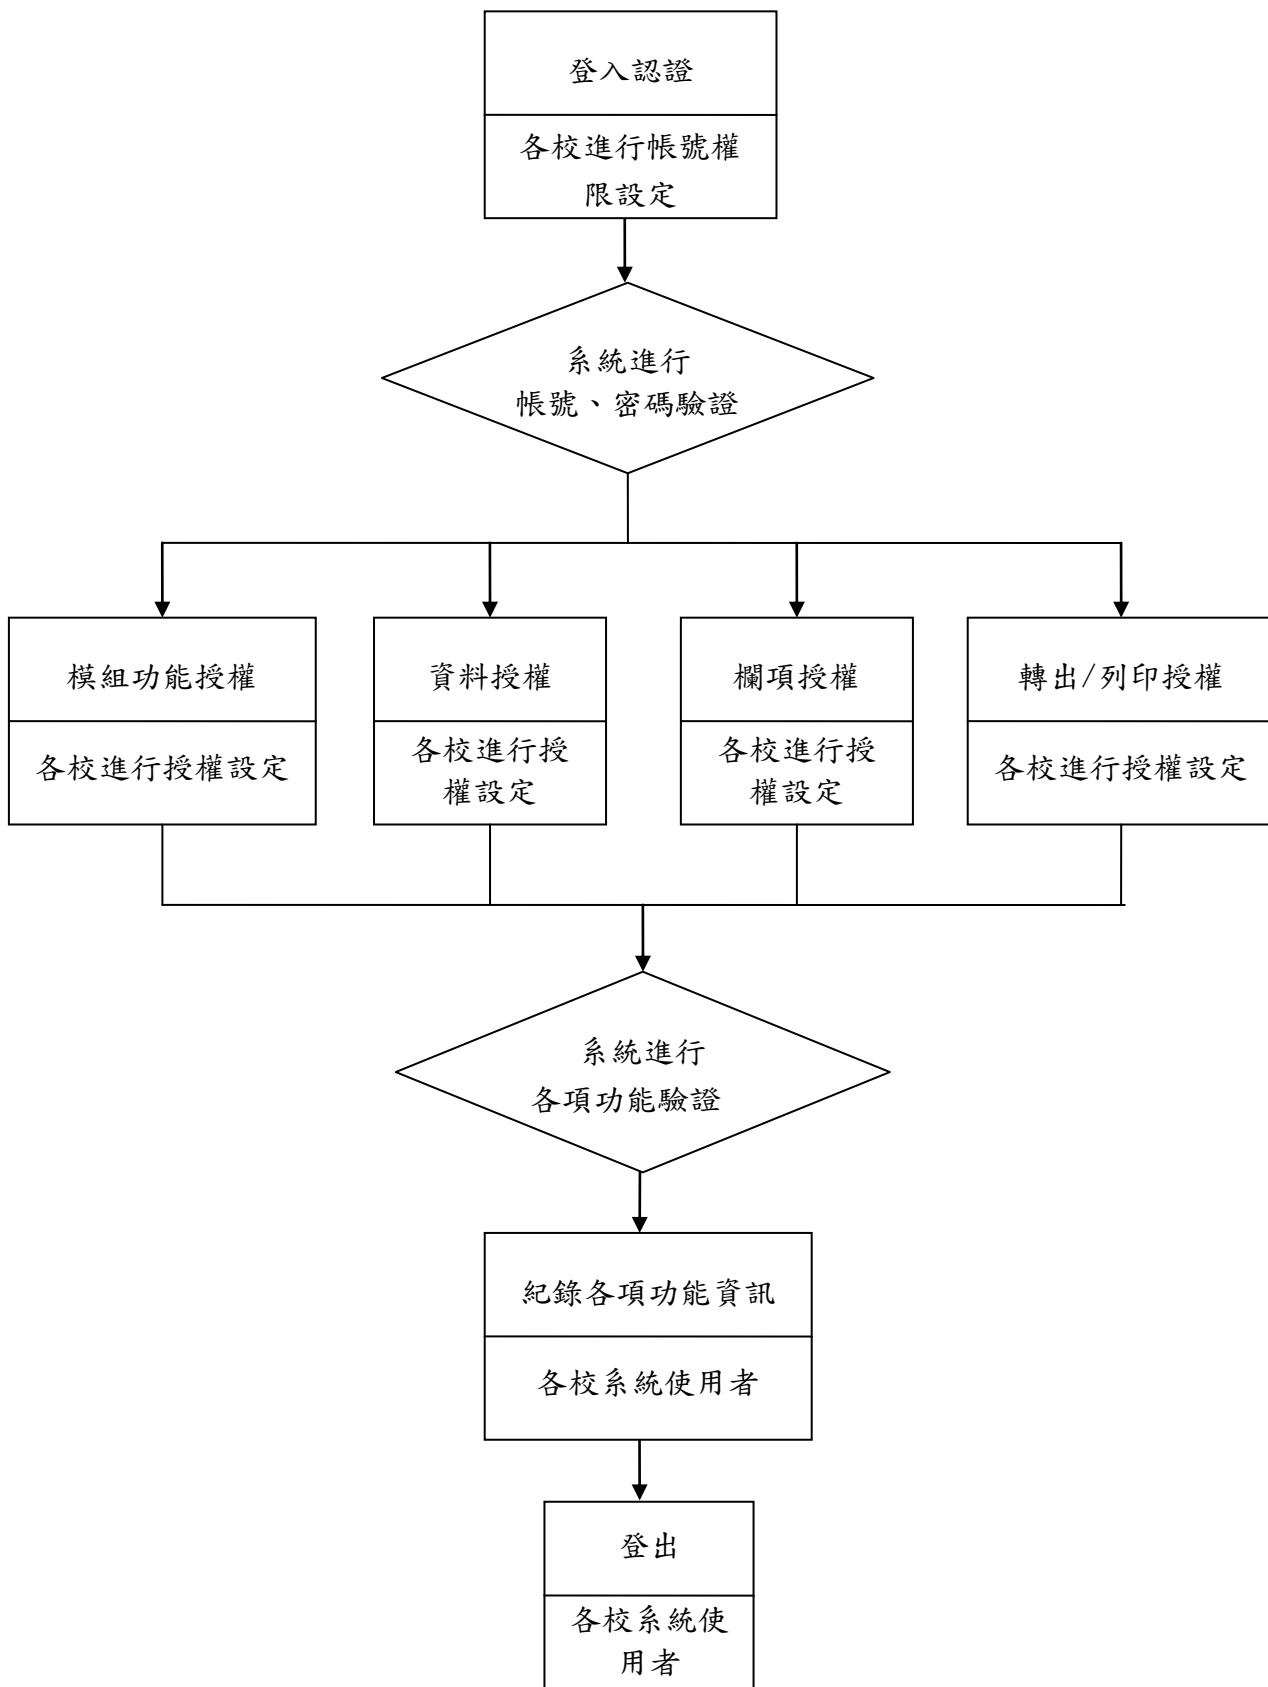 登入認證
各校進行帳號權
限設定
系統進行
帳號、密碼驗證
模組功能授權
各校進行授權設定
資料授權
各校進行授
權設定
欄項授權
各校進行授
權設定
轉出/列印授權
各校進行授權設定
系統進行
各項功能驗證
紀錄各項功能資訊
各校系統使用者
登出
各校系統使
用者